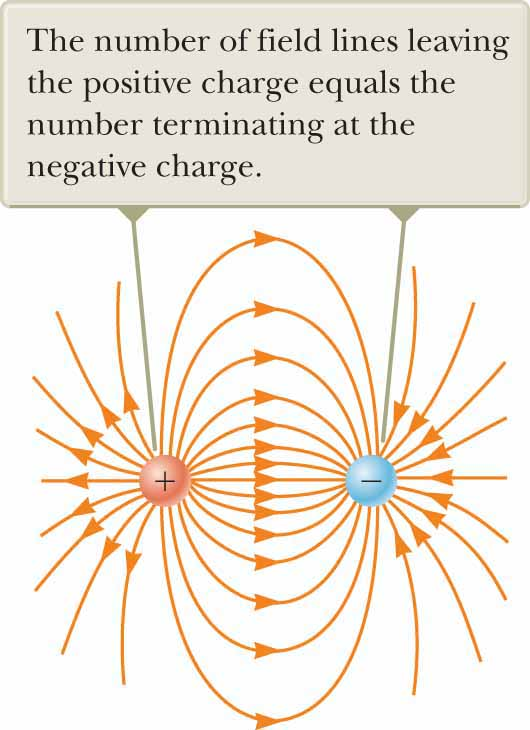 The number of field lines leaving
the positive charge equals the
number terminating at the
negative charge.
+ −